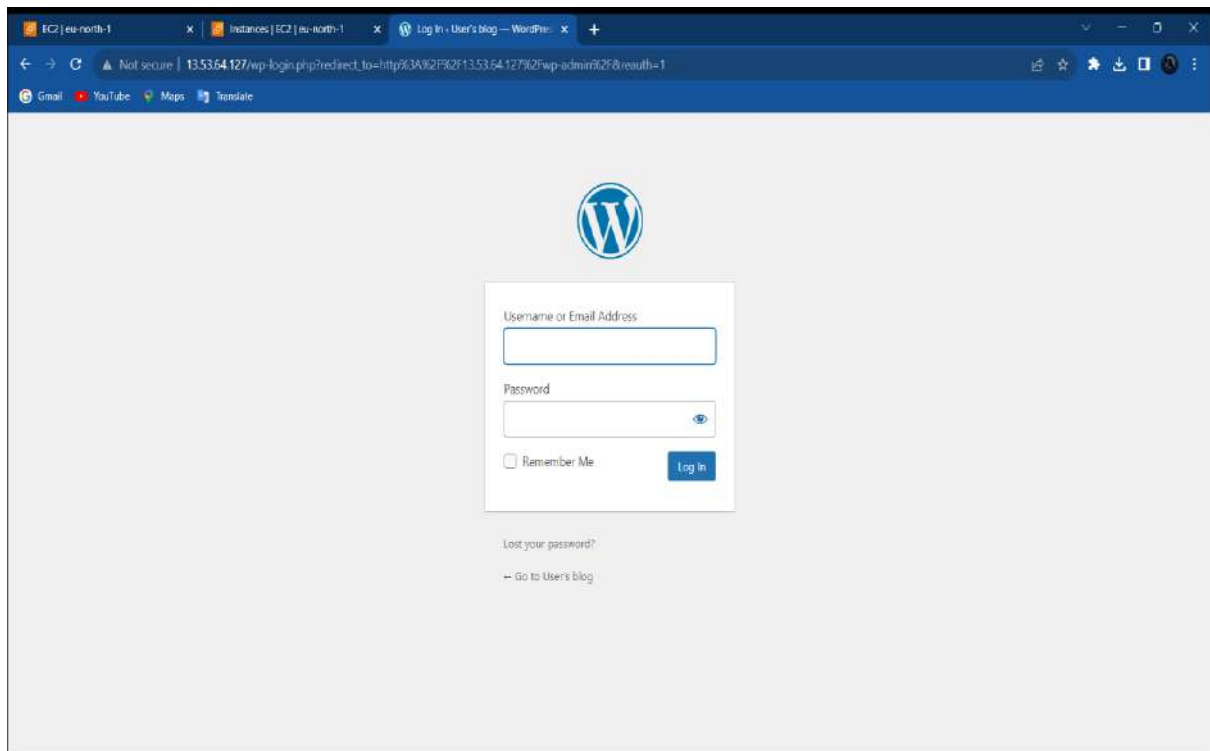 EC2 | eu-north-1 Instances | EC2 | eu-north-1 Log In ‹ User's blog — WordPres
Not secure | 13.53.64.127/wp-login.php?redirect_to=http%3A%2F%2F13.53.64.127%2Fwp-admin%2F&reauth=1
Gmail YouTube Maps Translate
Username or Email Address
Password
Remember Me Log In
Lost your password?
← Go to User's blog